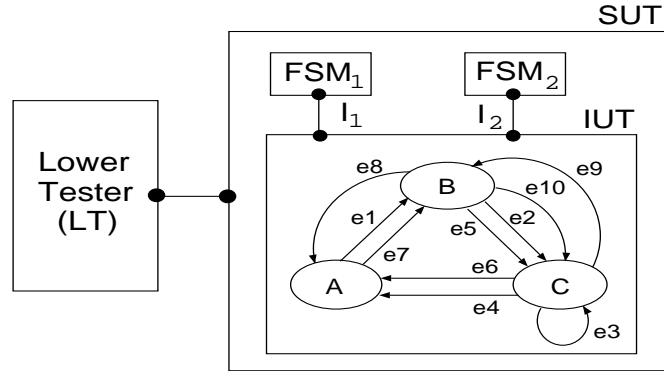 SUT
FSM1
FSM2
I1
I2
IUT
Lower
Tester
(LT)
e8
B
e9
e10
e1
e2
e5
e7
e6
A
C
e4
e3